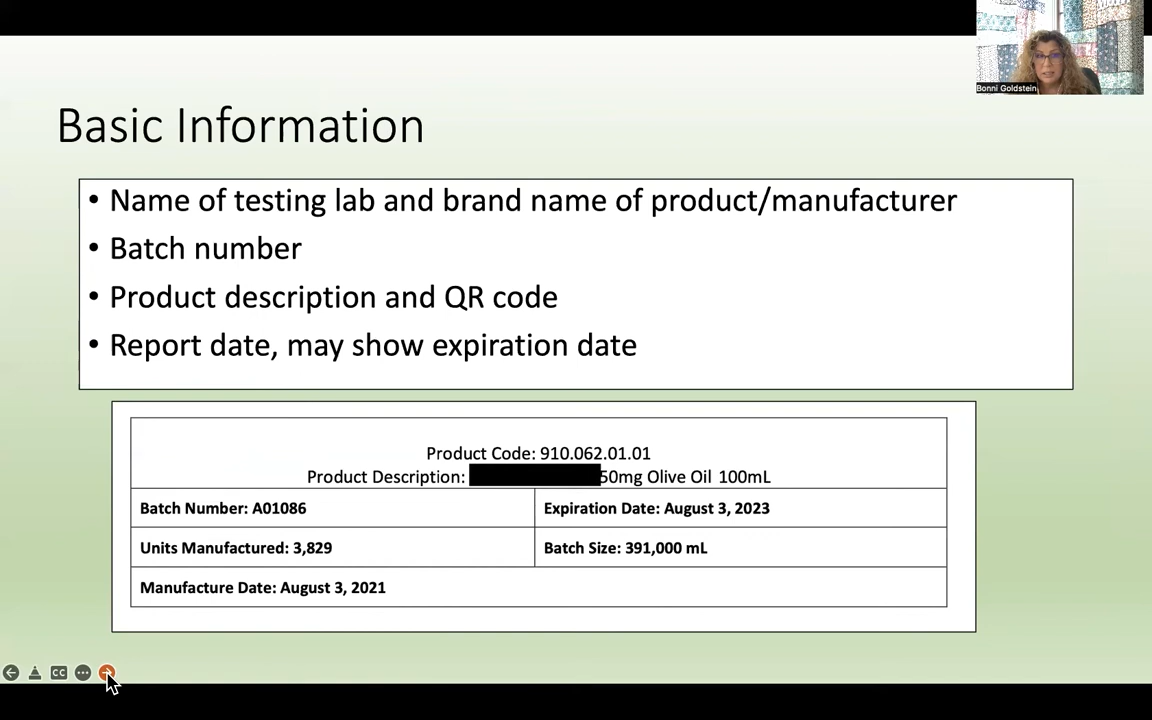 Bonni Goldstein
Basic Information
• Name of testing lab and brand name of product/manufacturer
• Batch number
• Product description and QR code
• Report date, may show expiration date
Product Code: 910.062.01.01
Product Description: 50mg Olive Oil 100mL
Batch Number: A01086
Expiration Date: August 3, 2023
Units Manufactured: 3,829
Batch Size: 391,000 mL
Manufacture Date: August 3, 2021
CC